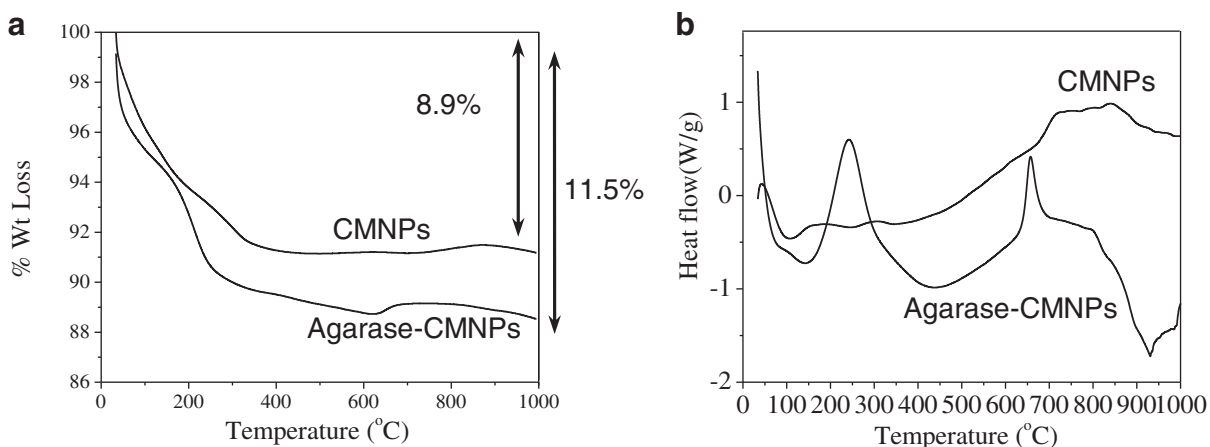 a
100
98
96
94
92
90
88
86
% Wt Loss
0 200 400 600 800 1000
Temperature (°C)
8.9%
11.5%
CMNPs
Agarase-CMNPs
b
1
0
-1
-2
Heat flow(W/g)
0 100 200 300 400 500 600 700 800 9001000
Temperature (°C)
CMNPs
Agarase-CMNPs